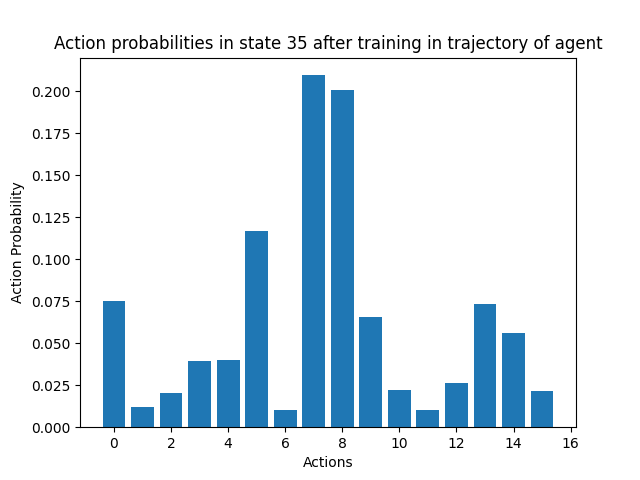 Action probabilities in state 35 after training in trajectory of agent
0.200
0.175
0.150
0.125
0.100
0.075
0.050
0.025
0.000
Action Probability
0 2 4 6 8 10 12 14 16
Actions